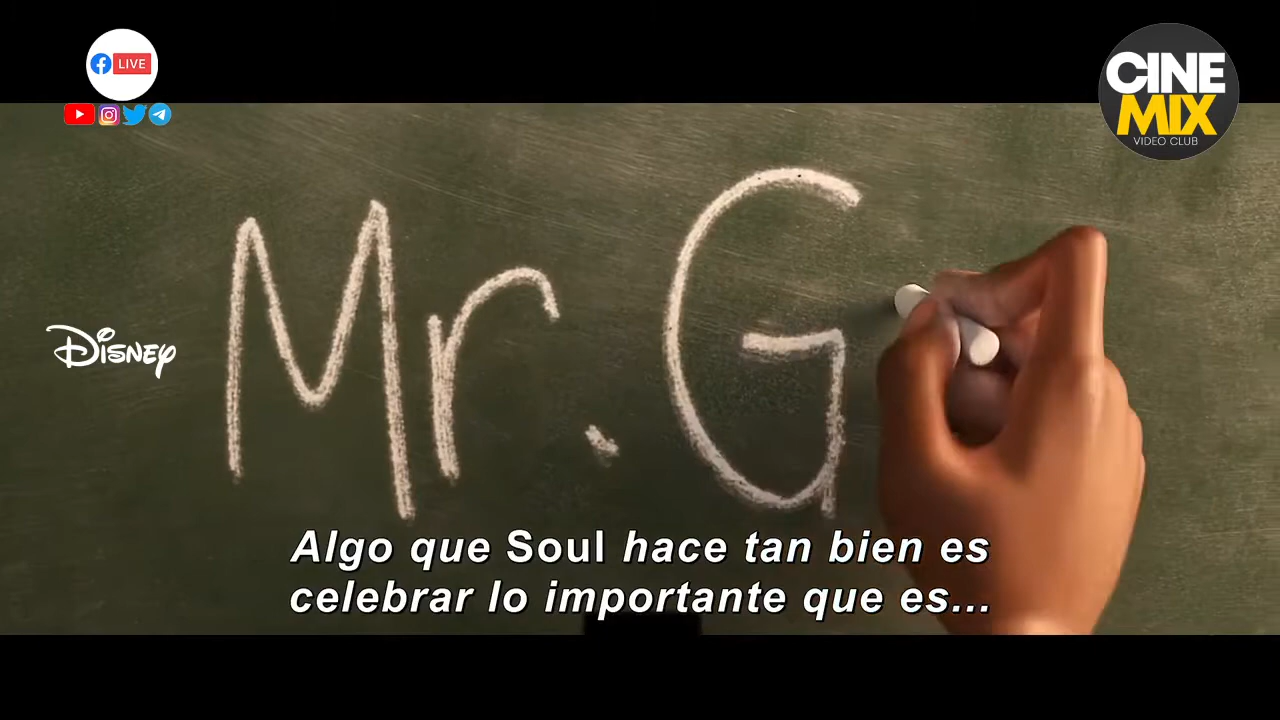 LIVE
CINE
MIX
VIDEO CLUB
Mr. G
Disney
Algo que Soul hace tan bien es
celebrar lo importante que es...